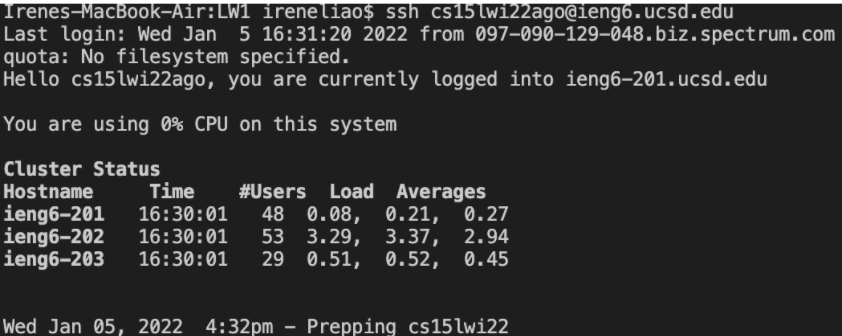 Irenes-MacBook-Air:LW1 ireneliao$ ssh cs15lwi22ago@ieng6.ucsd.edu
Last login: Wed Jan  5 16:31:20 2022 from 097-090-129-048.biz.spectrum.com
quota: No filesystem specified.
Hello cs15lwi22ago, you are currently logged into ieng6-201.ucsd.edu
You are using 0% CPU on this system
Cluster Status
Hostname     Time    #Users  Load  Averages
ieng6-201   16:30:01   48  0.08,  0.21,  0.27
ieng6-202   16:30:01   53  3.29,  3.37,  2.94
ieng6-203   16:30:01   29  0.51,  0.52,  0.45
Wed Jan 05, 2022  4:32pm - Prepping cs15lwi22